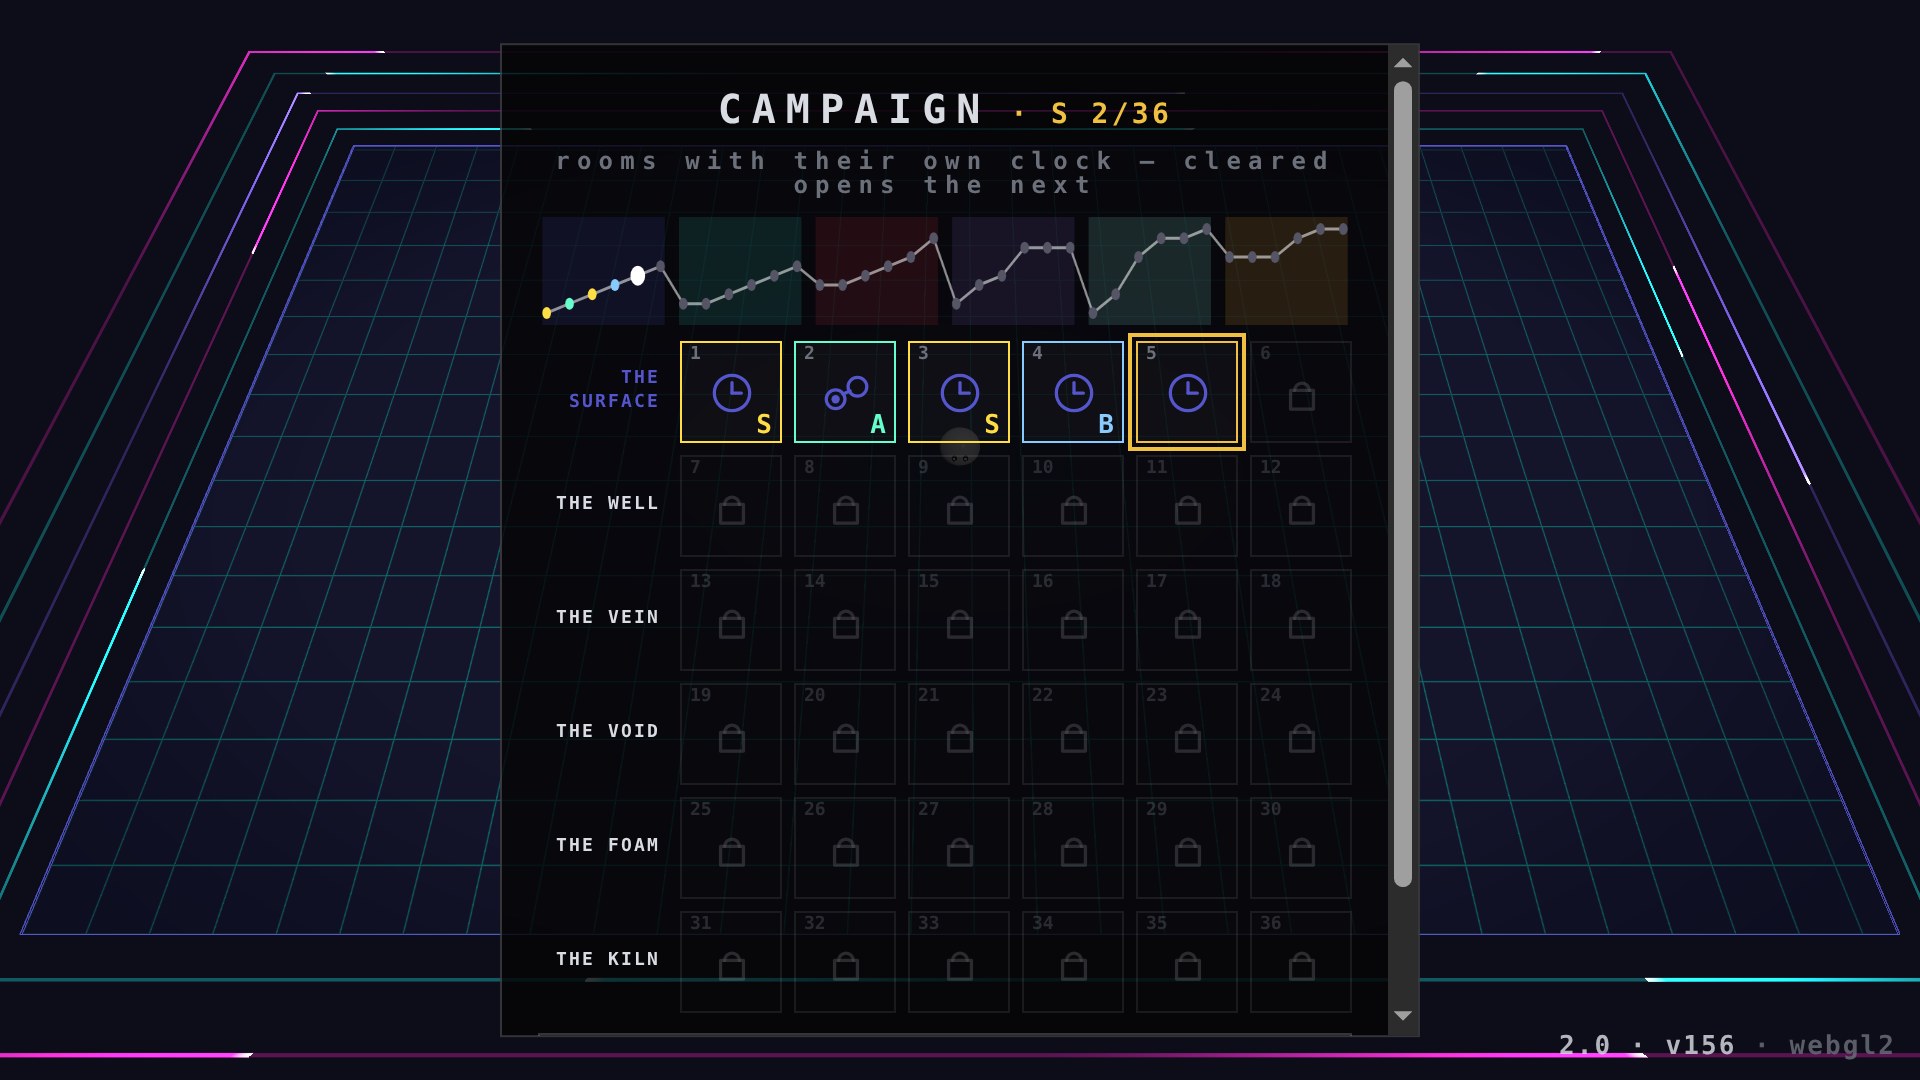 CAMPAIGN · S 2/36
rooms with their own clock — cleared
opens the next
THE SURFACE
1 S 2 A 3 S 4 B 5 6
THE WELL
7 8 9 10 11 12
THE VEIN
13 14 15 16 17 18
THE VOID
19 20 21 22 23 24
THE FOAM
25 26 27 28 29 30
THE KILN
31 32 33 34 35 36
2.0 · v156 · webgl2